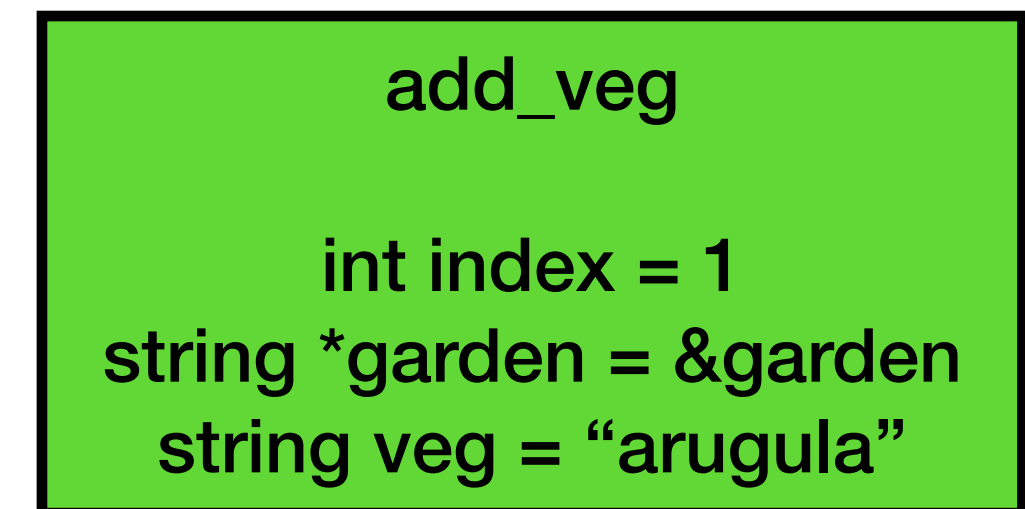 add_veg
int index = 1
string *garden = &garden
string veg = “arugula”